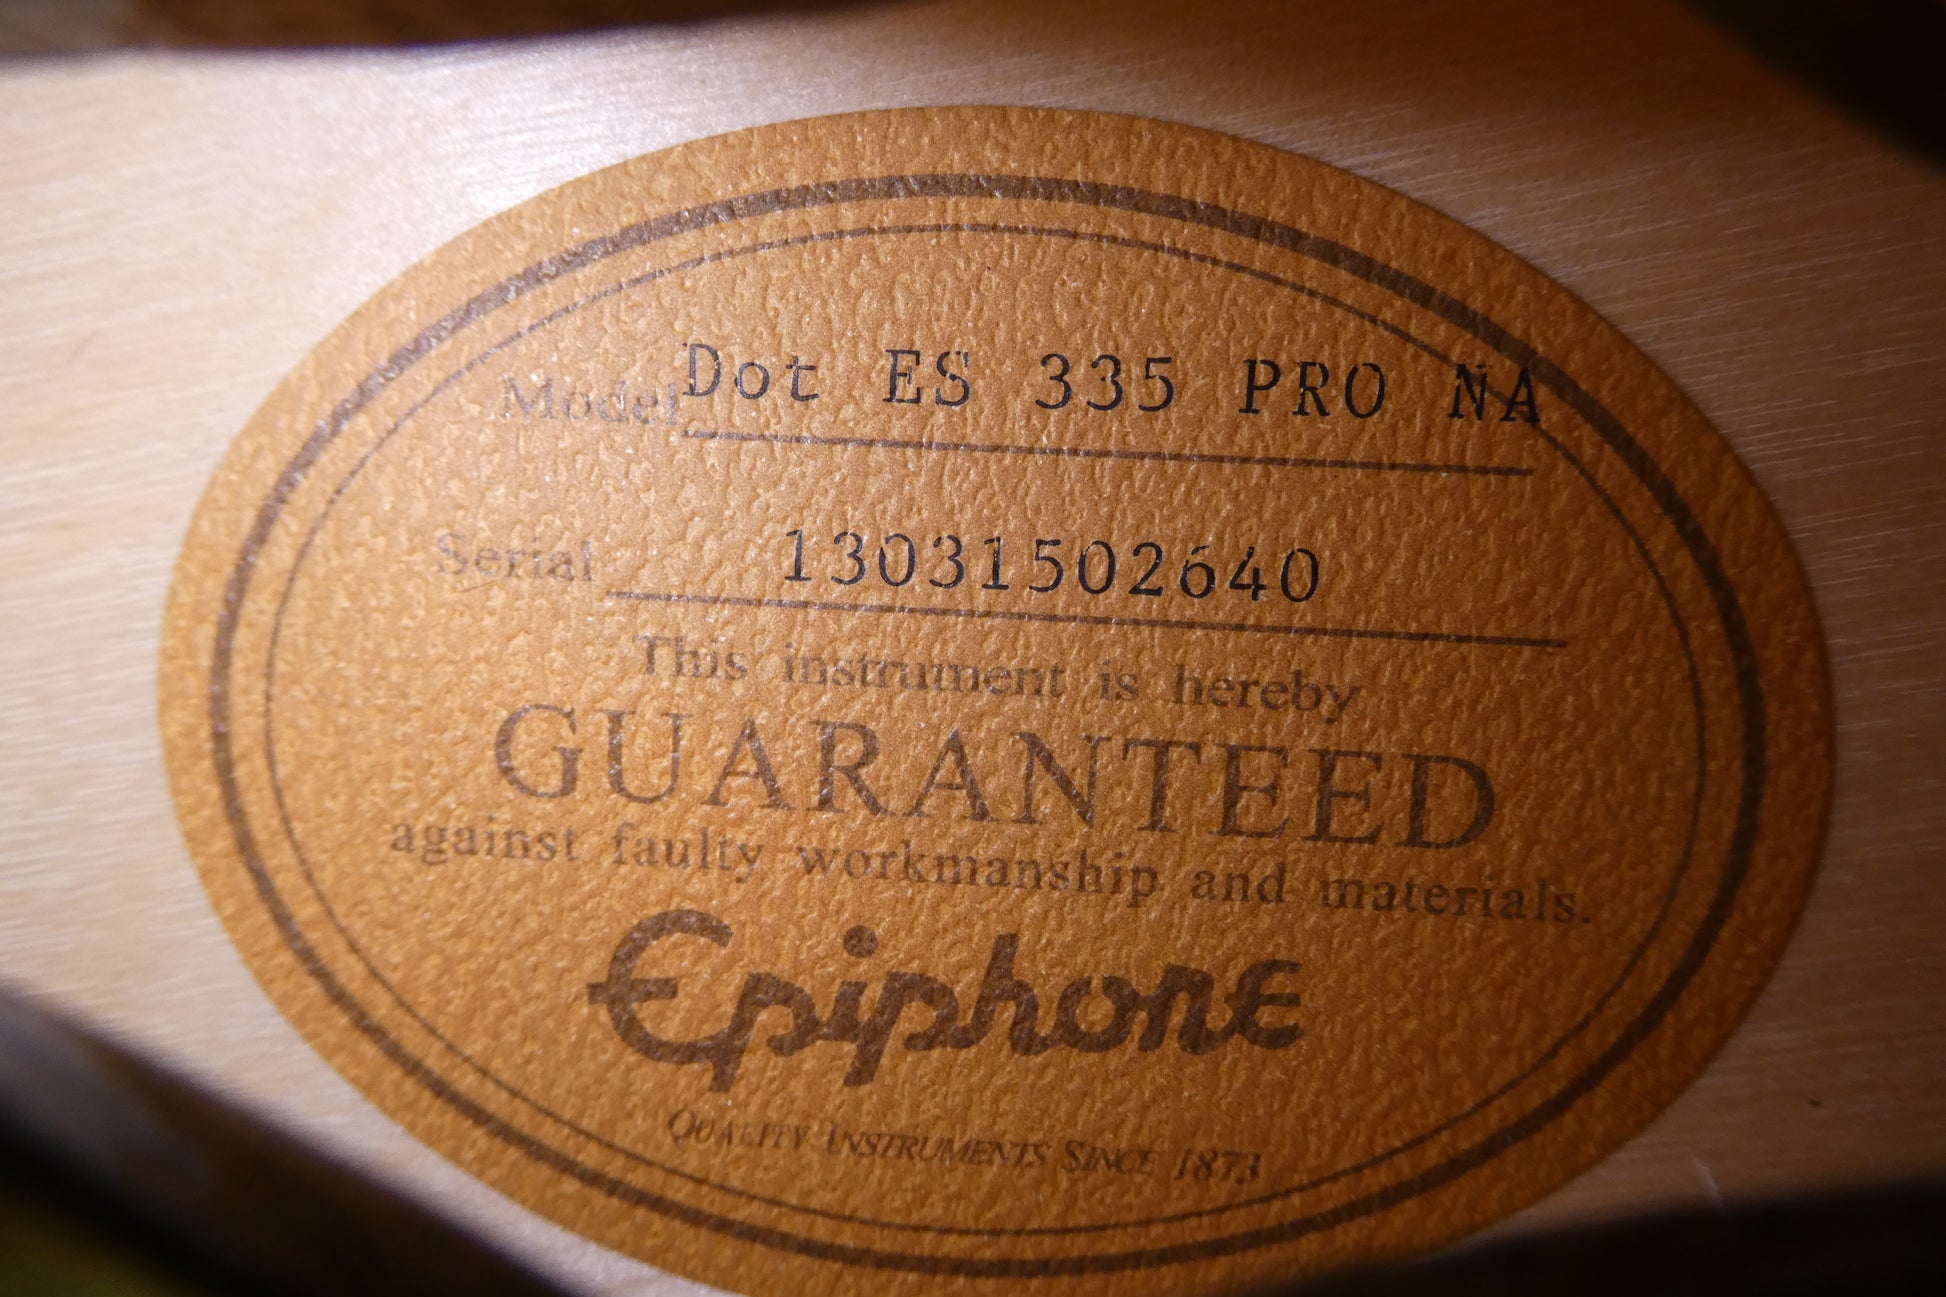 Model Dot ES 335 PRO NA
Serial 13031502640
This instrument is hereby
GUARANTEED
against faulty workmanship and materials.
Epiphone
QUALITY INSTRUMENTS SINCE 1873